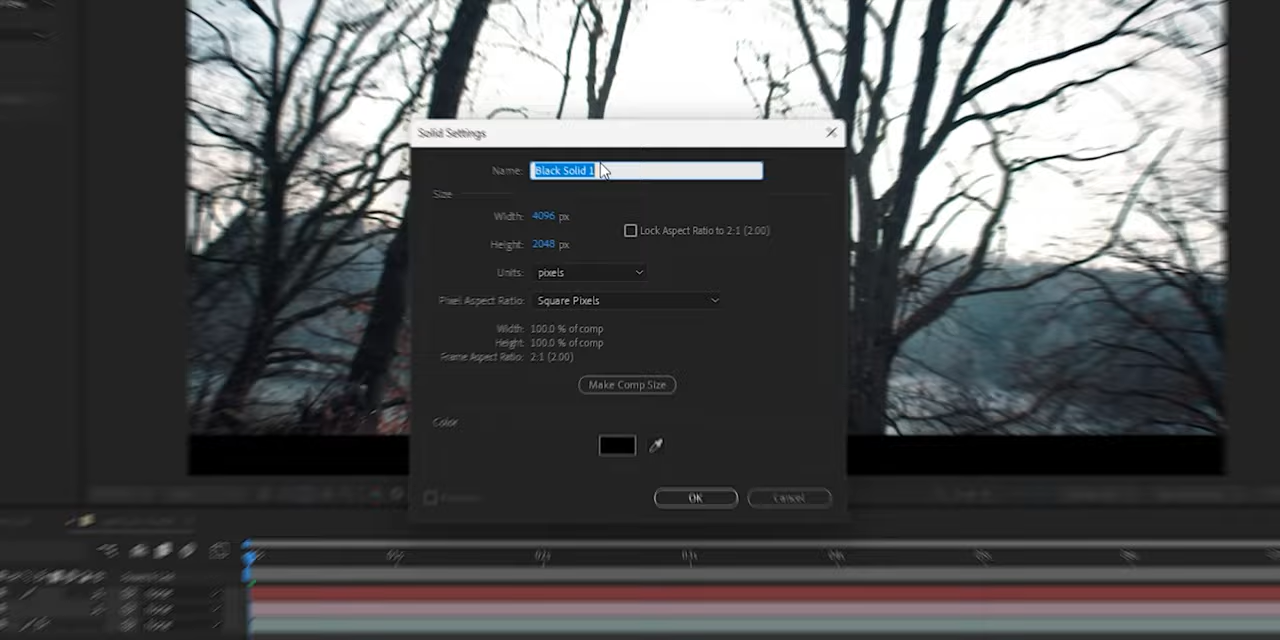 Solid Settings
Name: Black Solid 1
Size
Width: 4096 px
Lock Aspect Ratio to 2:1 (2.00)
Height: 2048 px
Units: pixels
Pixel Aspect Ratio: Square Pixels
Width: 100.0 % of comp
Height: 100.0 % of comp
Frame Aspect Ratio: 2:1 (2.00)
Make Comp Size
Color
OK Cancel